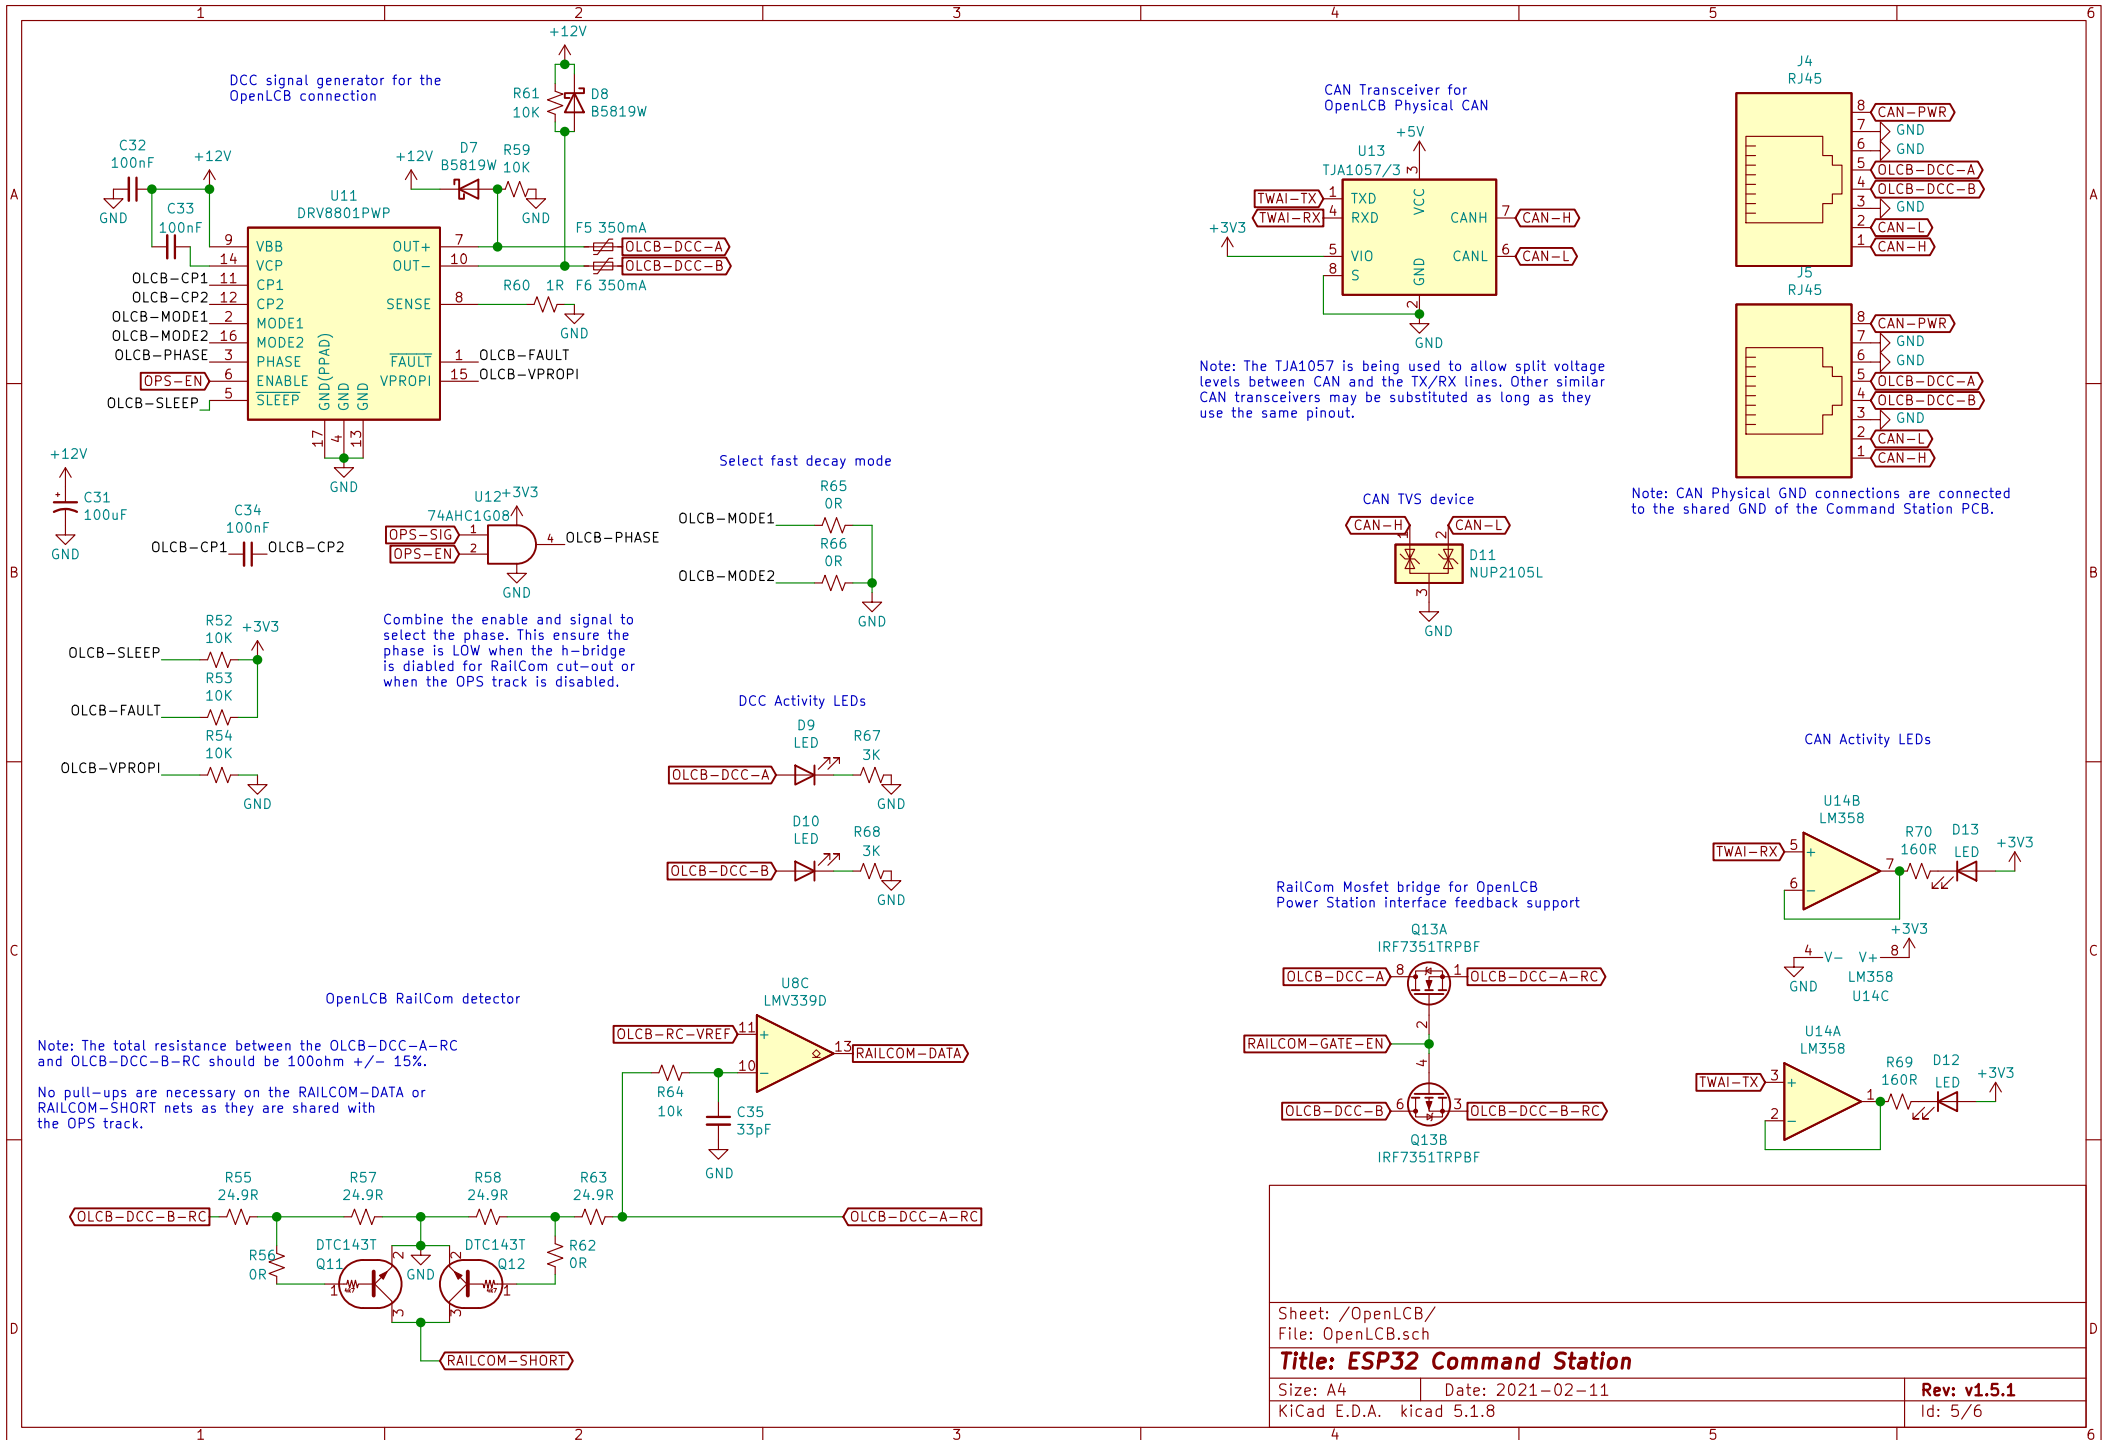 1
2
3
4
5
6
A
B
C
D
DCC signal generator for the
OpenLCB connection
+12V
R61
10K
D8
B5819W
C32
100nF
+12V
GND
C33
100nF
+12V
D7
B5819W
R59
10K
GND
U11
DRV8801PWP
9
VBB
14
VCP
OLCB-CP1
11
CP1
OLCB-CP2
12
CP2
OLCB-MODE1
2
MODE1
OLCB-MODE2
16
MODE2
OLCB-PHASE
3
PHASE
OPS-EN
6
ENABLE
OLCB-SLEEP
5
SLEEP
GND(PPAD)
GND
GND
17
4
13
GND
OUT+
7
OUT-
10
SENSE
8
FAULT
1
OLCB-FAULT
VPROPI
15
OLCB-VPROPI
F5 350mA
OLCB-DCC-A
OLCB-DCC-B
F6 350mA
R60
1R
GND
+12V
C31
100uF
GND
C34
100nF
OLCB-CP1
OLCB-CP2
U12
+3V3
74AHC1G08
OPS-SIG
1
OPS-EN
2
4
OLCB-PHASE
GND
Combine the enable and signal to
select the phase. This ensure the
phase is LOW when the h-bridge
is diabled for RailCom cut-out or
when the OPS track is disabled.
Select fast decay mode
R65
0R
OLCB-MODE1
R66
0R
OLCB-MODE2
GND
R52
10K
+3V3
OLCB-SLEEP
R53
10K
OLCB-FAULT
R54
10K
OLCB-VPROPI
GND
DCC Activity LEDs
D9
LED
R67
3K
OLCB-DCC-A
GND
D10
LED
R68
3K
OLCB-DCC-B
GND
OpenLCB RailCom detector
Note: The total resistance between the OLCB-DCC-A-RC
and OLCB-DCC-B-RC should be 100ohm +/- 15%.
No pull-ups are necessary on the RAILCOM-DATA or
RAILCOM-SHORT nets as they are shared with
the OPS track.
U8C
LMV339D
OLCB-RC-VREF
11
+
10
-
13
RAILCOM-DATA
R64
10k
C35
33pF
GND
R55
24.9R
R57
24.9R
R58
24.9R
R63
24.9R
OLCB-DCC-B-RC
OLCB-DCC-A-RC
R56
0R
DTC143T
Q11
1
2
3
GND
DTC143T
Q12
1
2
3
R62
0R
RAILCOM-SHORT
CAN Transceiver for
OpenLCB Physical CAN
+5V
U13
TJA1057/3
3
TWAI-TX
1
TXD
TWAI-RX
4
RXD
+3V3
5
VIO
8
S
VCC
GND
CANH
7
CAN-H
CANL
6
CAN-L
2
GND
Note: The TJA1057 is being used to allow split voltage
levels between CAN and the TX/RX lines. Other similar
CAN transceivers may be substituted as long as they
use the same pinout.
CAN TVS device
CAN-H
CAN-L
1
2
D11
NUP2105L
3
GND
J4
RJ45
8
CAN-PWR
7
GND
6
GND
5
OLCB-DCC-A
4
OLCB-DCC-B
3
GND
2
CAN-L
1
CAN-H
J5
RJ45
8
CAN-PWR
7
GND
6
GND
5
OLCB-DCC-A
4
OLCB-DCC-B
3
GND
2
CAN-L
1
CAN-H
Note: CAN Physical GND connections are connected
to the shared GND of the Command Station PCB.
CAN Activity LEDs
U14B
LM358
TWAI-RX
5
+
6
-
7
R70
160R
D13
LED
+3V3
+3V3
4
V-
V+
8
GND
LM358
U14C
U14A
LM358
TWAI-TX
3
+
2
-
1
R69
160R
D12
LED
+3V3
RailCom Mosfet bridge for OpenLCB
Power Station interface feedback support
Q13A
IRF7351TRPBF
OLCB-DCC-A
8
1
OLCB-DCC-A-RC
2
RAILCOM-GATE-EN
4
OLCB-DCC-B
6
3
OLCB-DCC-B-RC
Q13B
IRF7351TRPBF
Sheet: /OpenLCB/
File: OpenLCB.sch
Title: ESP32 Command Station
Size: A4
Date: 2021-02-11
Rev: v1.5.1
KiCad E.D.A. kicad 5.1.8
Id: 5/6
A
B
C
D
1
2
3
4
5
6